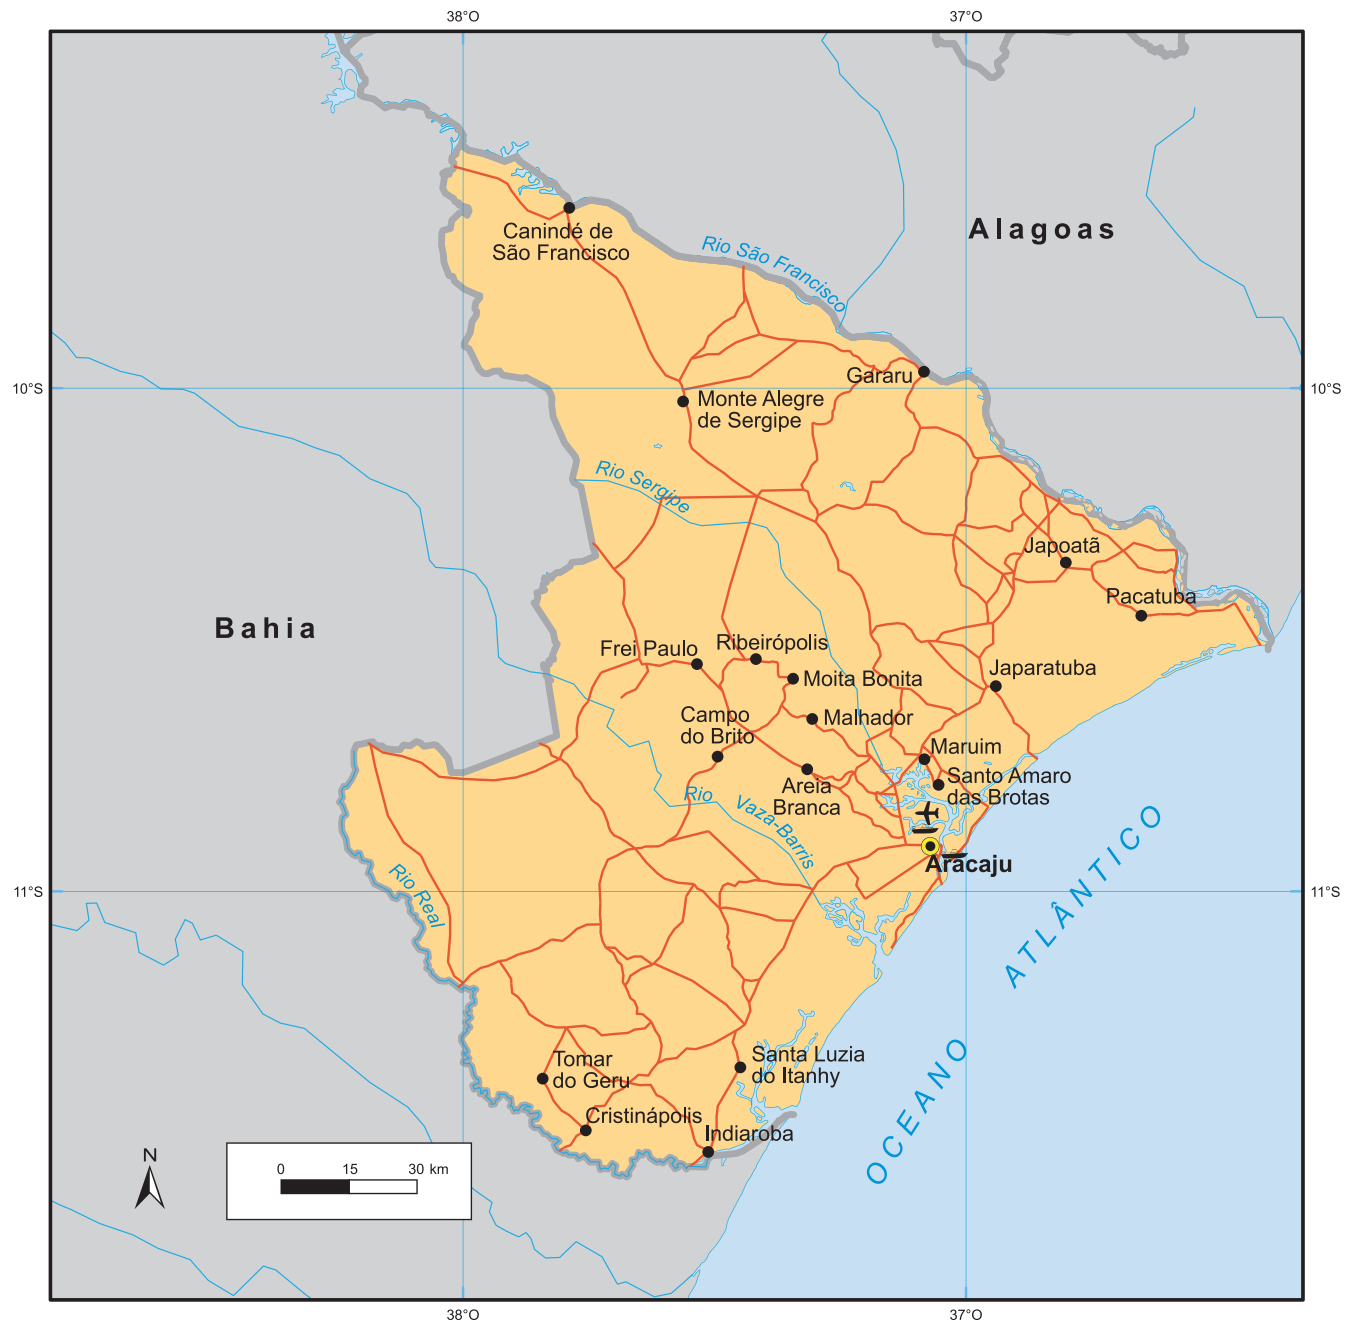 38°O
37°O
Alagoas
Canindé de
São Francisco
Rio São Francisco
10°S
10°S
Gararu
Monte Alegre
de Sergipe
Rio Sergipe
Japoatã
Pacatuba
Bahia
Frei Paulo
Ribeirópolis
Moita Bonita
Japaratuba
Campo
do Brito
Malhador
Maruim
Areia
Branca
Santo Amaro
das Brotas
Rio
Vaza-Barris
Aracaju
Rio Real
11°S
11°S
OCEANO
ATLÂNTICO
Tomar
do Geru
Santa Luzia
do Itanhy
Cristinápolis
Indiaroba
N
0 15 30 km
38°O
37°O